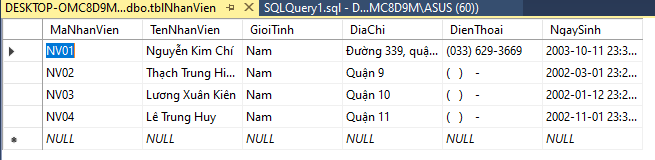 DESKTOP-OMC8D9M...dbo.tblNhanVien SQLQuery1.sql - D...MC8D9M\ASUS (60))
MaNhanVien TenNhanVien GioiTinh DiaChi DienThoai NgaySinh
NV01 Nguyễn Kim Chí Nam Đường 339, quậ... (033) 629-3669 2003-10-11 23:3...
NV02 Thạch Trung Hi... Nam Quận 9 ( ) - 2002-03-01 23:2...
NV03 Lương Xuân Kiên Nam Quận 10 ( ) - 2002-01-12 23:2...
NV04 Lê Trung Huy Nam Quận 11 ( ) - 2002-11-01 23:3...
NULL NULL NULL NULL NULL NULL